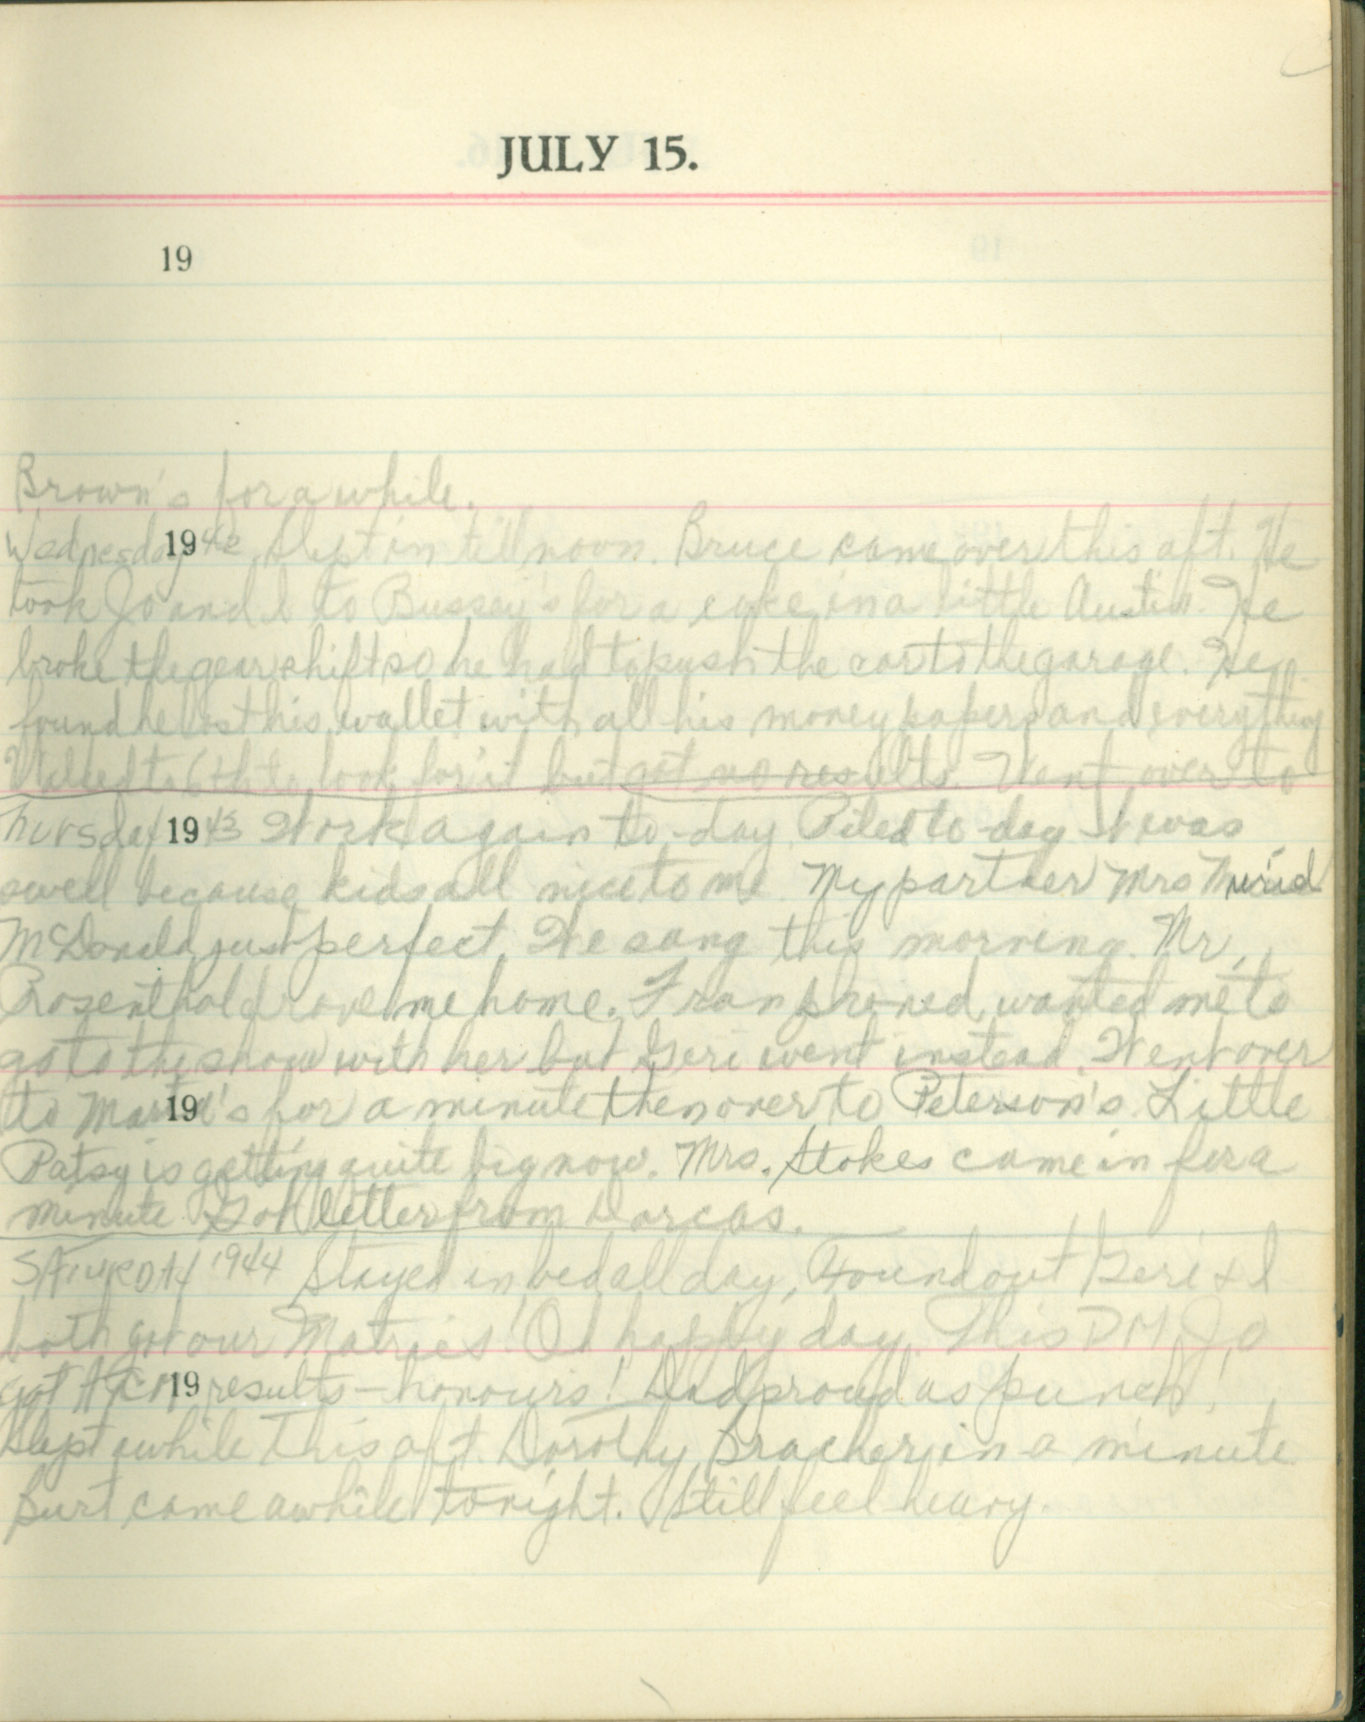 JULY 15.
19
Brown's for a while.
Wednesday 1942 Slept in till noon. Bruce came over this aft. He
took Jo and I to Bussey's for a coke in a little Austin. He
broke the gear shift so he had to push the car to the garage. He
found he lost his wallet with all his money papers and everything
Walked to 6th to look for it but got no results. Went over to
Thursday 1943 Work again to-day. Piled to-day. It was
swell because kids all nice to me. My partner Mrs Muriel
McDonald just perfect. We sang this morning. Mr.
Rosenthal drove me home. Fran phoned, wanted me to
go to the show with her but Geri went instead. Went over
to 19 for a minute then over to Peterson's. Little
Patsy is getting quite big now. Mrs. Stokes came in for a
minute. Got letter from Dorcas.
SATURDAY 1944 Stayed in bed all day. Found out Geri & I
both got our Matrics! Oh happy day. This PM Jo
got 19 results - honours! Dad proud as punch!
Slept awhile this aft. Dorothy Bracher in a minute
Burt came awhile tonight. Still feel heavy.